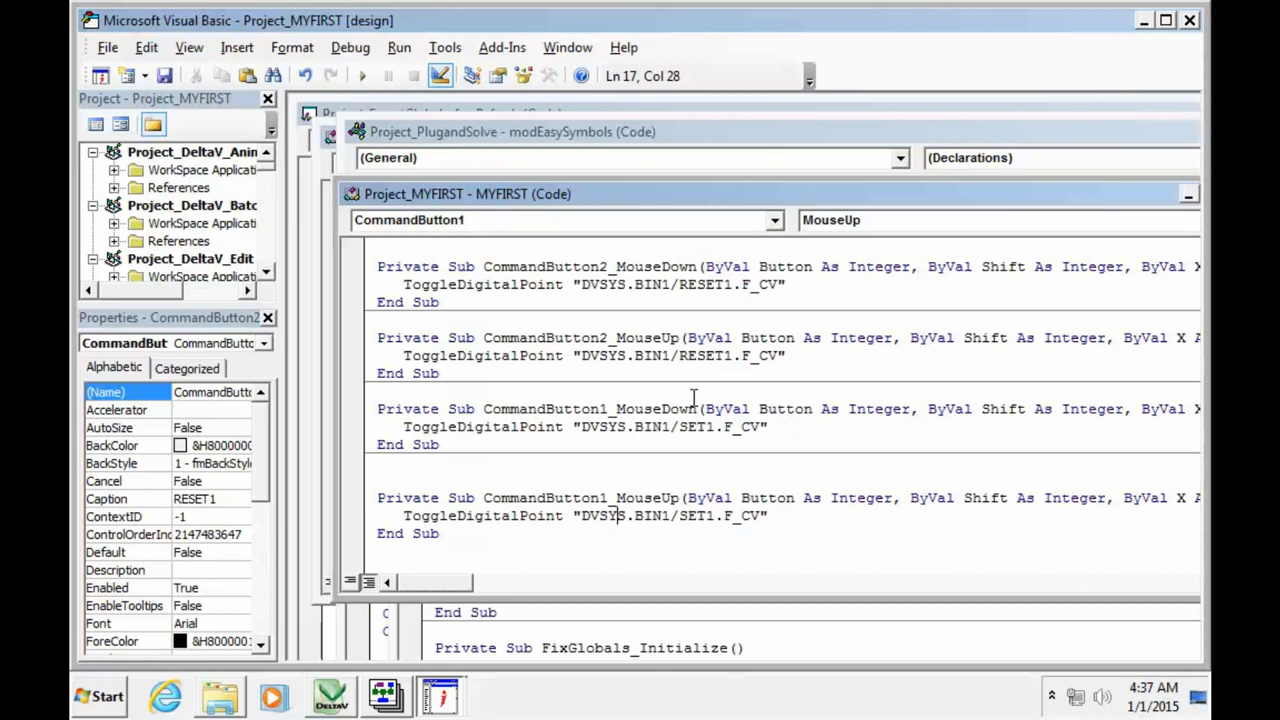 Microsoft Visual Basic - Project_MYFIRST [design]
File Edit View Insert Format Debug Run Tools Add-Ins Window Help
Ln 17, Col 28
Project - Project_MYFIRST
Project_DeltaV_Anin
WorkSpace Applicati
References
Project_DeltaV_Batc
WorkSpace Applicati
References
Project_DeltaV_Edit
WorkSpace Applicati
Properties - CommandButton2
CommandBut CommandButto
Alphabetic Categorized
(Name) CommandButto
Accelerator
AutoSize False
BackColor &H8000000
BackStyle 1 - fmBackStyle
Cancel False
Caption RESET1
ContextID -1
ControlOrderInc 2147483647
Default False
Description
Enabled True
EnableTooltips False
Font Arial
ForeColor &H8000001
Project_PlugandSolve - modEasySymbols (Code)
(General) (Declarations)
Project_MYFIRST - MYFIRST (Code)
CommandButton1 MouseUp
Private Sub CommandButton2_MouseDown(ByVal Button As Integer, ByVal Shift As Integer, ByVal X
ToggleDigitalPoint "DVSYS.BIN1/RESET1.F_CV"
End Sub
Private Sub CommandButton2_MouseUp(ByVal Button As Integer, ByVal Shift As Integer, ByVal X A
ToggleDigitalPoint "DVSYS.BIN1/RESET1.F_CV"
End Sub
Private Sub CommandButton1_MouseDown(ByVal Button As Integer, ByVal Shift As Integer, ByVal X
ToggleDigitalPoint "DVSYS.BIN1/SET1.F_CV"
End Sub
Private Sub CommandButton1_MouseUp(ByVal Button As Integer, ByVal Shift As Integer, ByVal X A
ToggleDigitalPoint "DVSYS.BIN1/SET1.F_CV"
End Sub
End Sub
Private Sub FixGlobals_Initialize()
Start
DELTAV
4:37 AM
1/1/2015